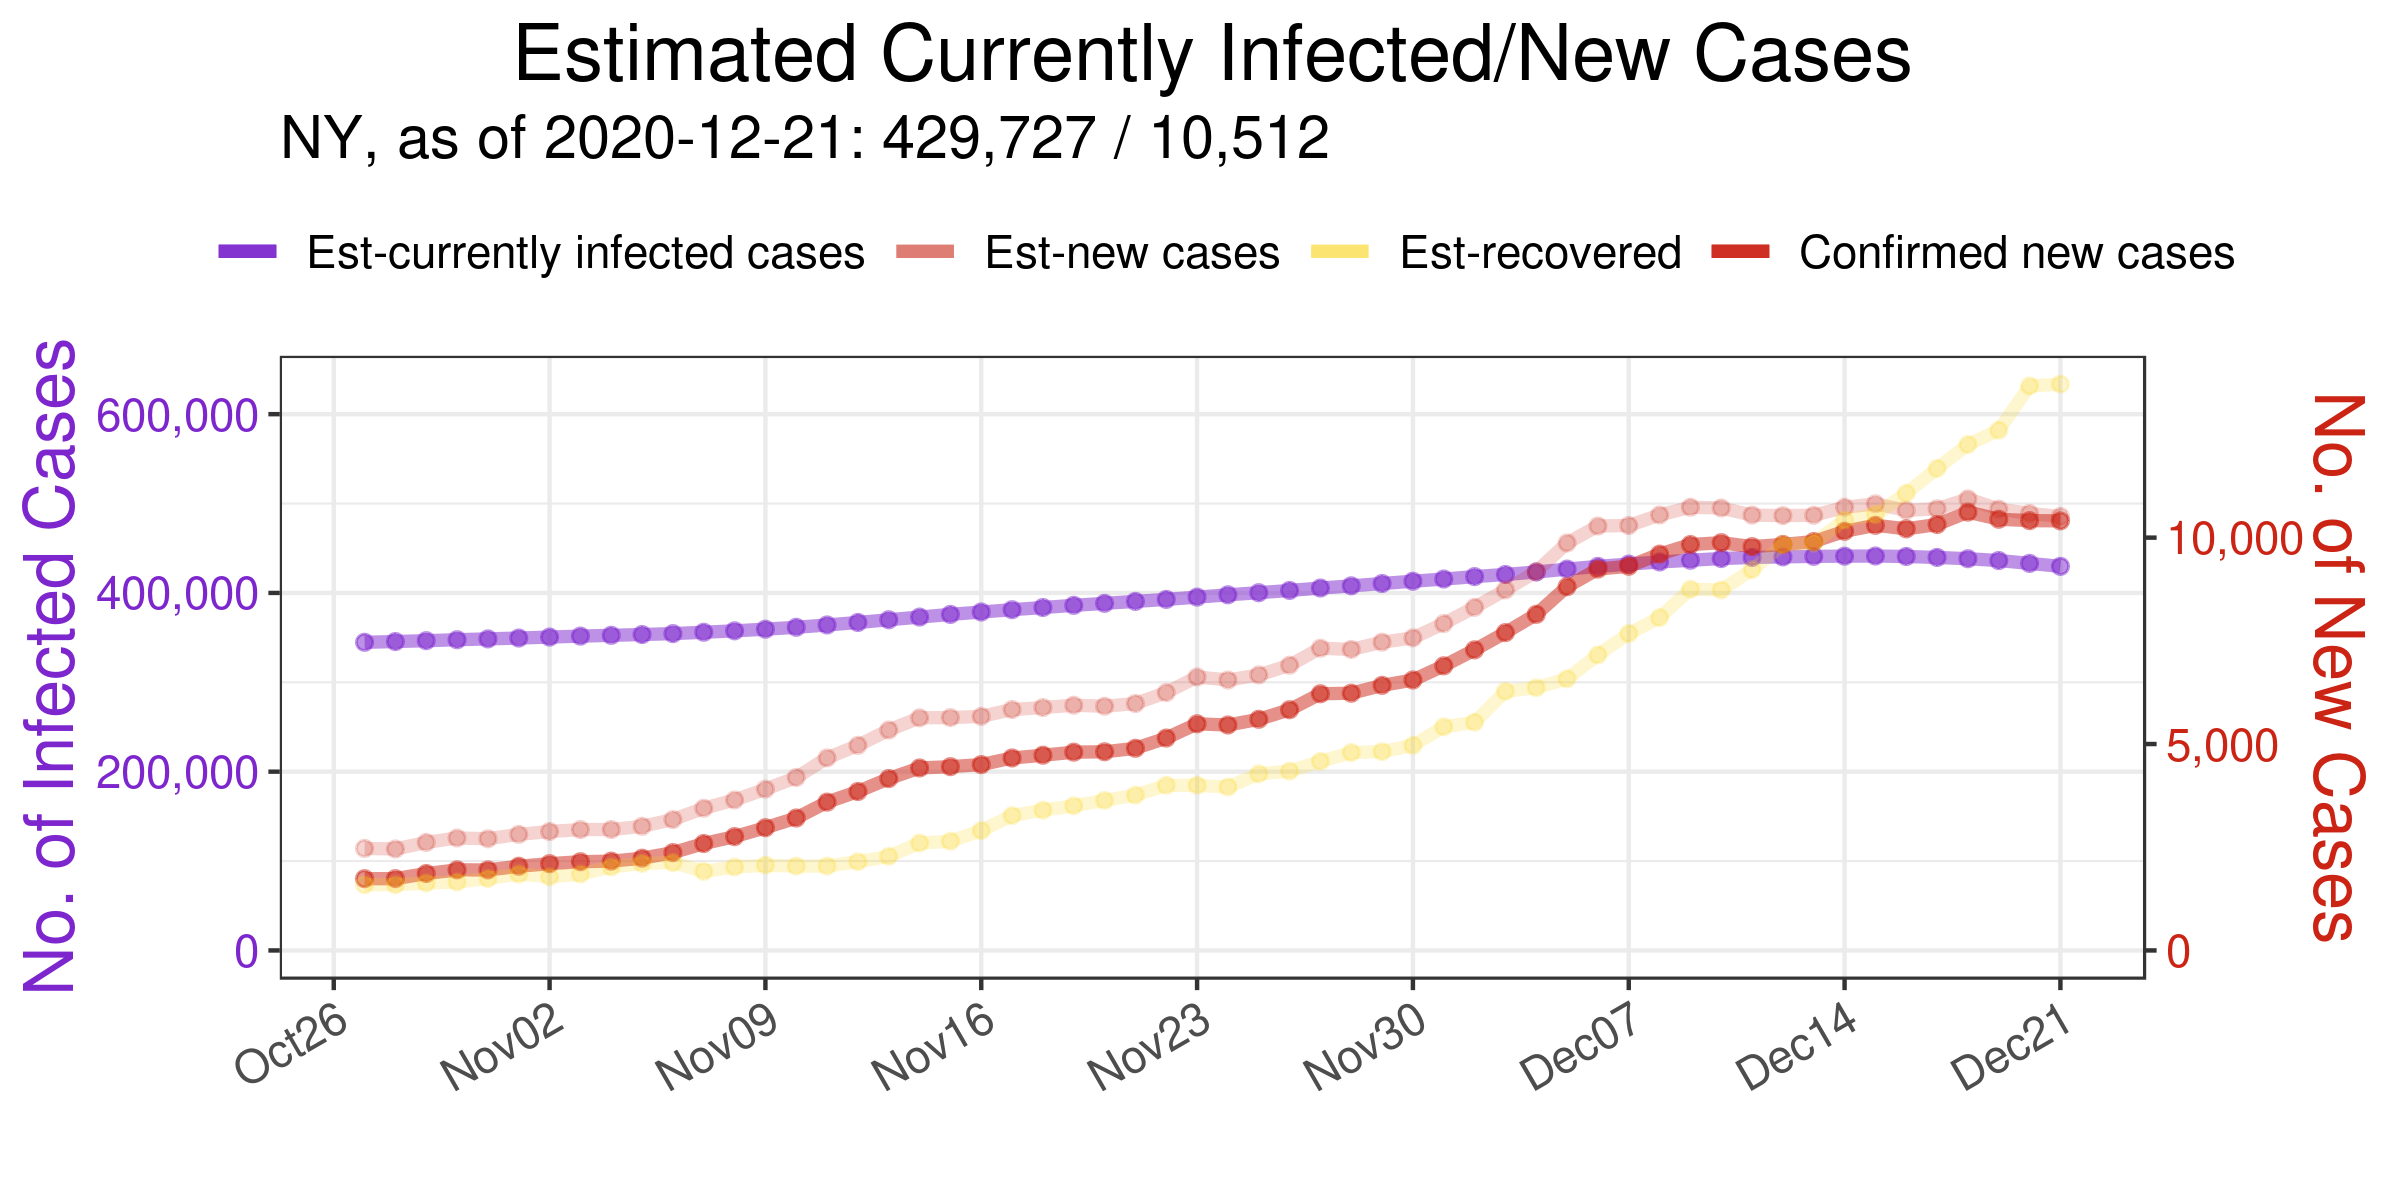 Estimated Currently Infected/New Cases
NY, as of 2020-12-21: 429,727 / 10,512
Est-currently infected cases Est-new cases Est-recovered Confirmed new cases
No. of Infected Cases
600,000
400,000
200,000
0
10,000
5,000
0
No. of New Cases
Oct26 Nov02 Nov09 Nov16 Nov23 Nov30 Dec07 Dec14 Dec21